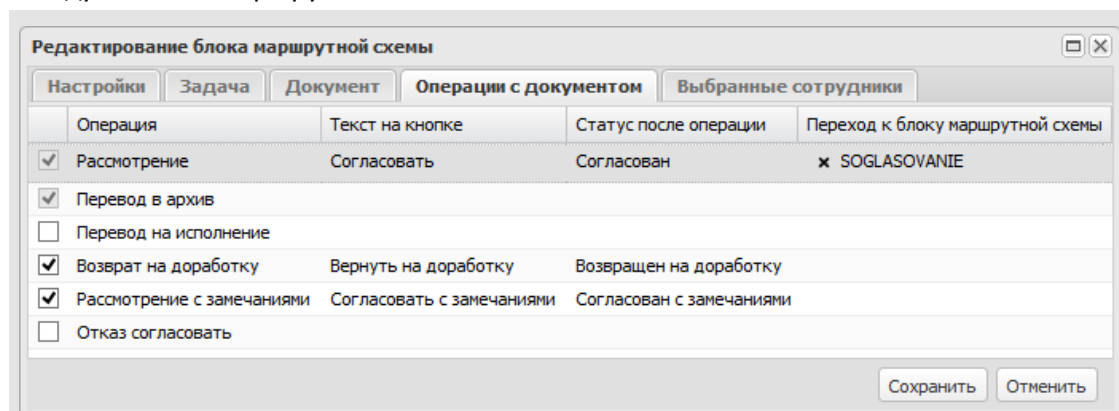 Редактирование блока маршрутной схемы
Настройки Задача Документ Операции с документом Выбранные сотрудники
Операция Текст на кнопке Статус после операции Переход к блоку маршрутной схемы
Рассмотрение Согласовать Согласован × SOGLASOVANIE
Перевод в архив
Перевод на исполнение
Возврат на доработку Вернуть на доработку Возвращен на доработку
Рассмотрение с замечаниями Согласовать с замечаниями Согласован с замечаниями
Отказ согласовать
Сохранить Отменить